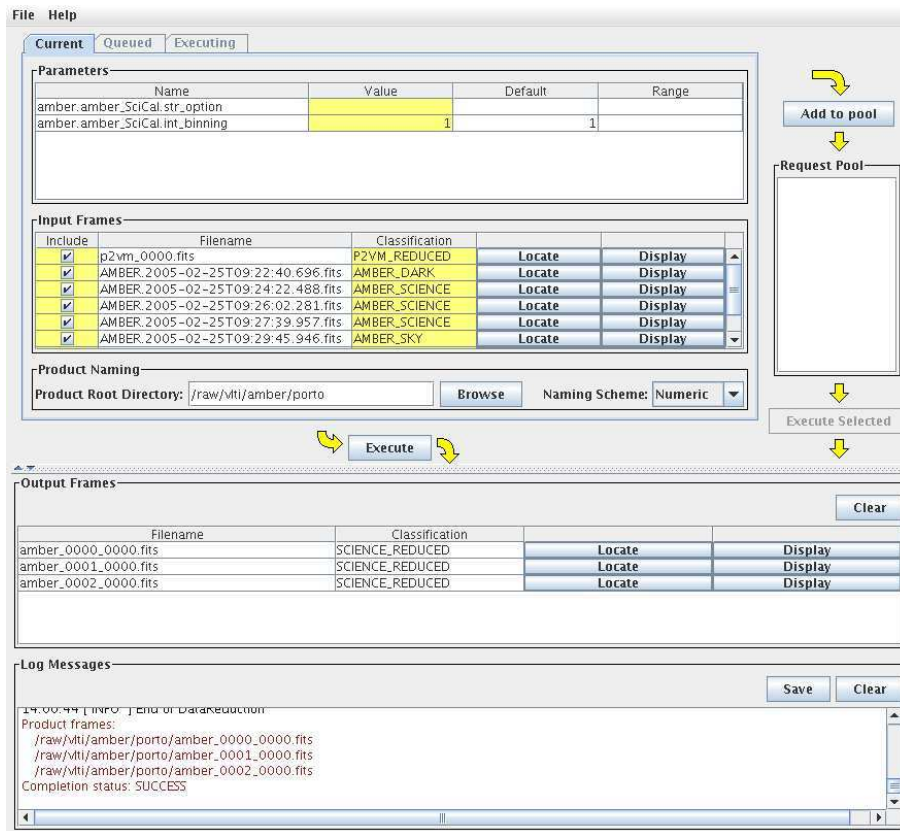 File Help
Current Queued Executing
Parameters
Name Value Default Range
amber.amber_SciCal.str_option
amber.amber_SciCal.int_binning 1 1
Add to pool
Request Pool
Input Frames
Include Filename Classification
p2vm_0000.fits P2VM_REDUCED Locate Display
AMBER.2005-02-25T09:22:40.696.fits AMBER_DARK Locate Display
AMBER.2005-02-25T09:24:22.488.fits AMBER_SCIENCE Locate Display
AMBER.2005-02-25T09:26:02.281.fits AMBER_SCIENCE Locate Display
AMBER.2005-02-25T09:27:39.957.fits AMBER_SCIENCE Locate Display
AMBER.2005-02-25T09:29:45.946.fits AMBER_SKY Locate Display
Product Naming
Product Root Directory: /raw/vlti/amber/porto Browse Naming Scheme: Numeric
Execute Selected
Execute
Output Frames
Clear
Filename Classification
amber_0000_0000.fits SCIENCE_REDUCED Locate Display
amber_0001_0000.fits SCIENCE_REDUCED Locate Display
amber_0002_0000.fits SCIENCE_REDUCED Locate Display
Log Messages
Save Clear
14:00:44 [ INFO ] End of DataReduction
Product frames:
/raw/vlti/amber/porto/amber_0000_0000.fits
/raw/vlti/amber/porto/amber_0001_0000.fits
/raw/vlti/amber/porto/amber_0002_0000.fits
Completion status: SUCCESS